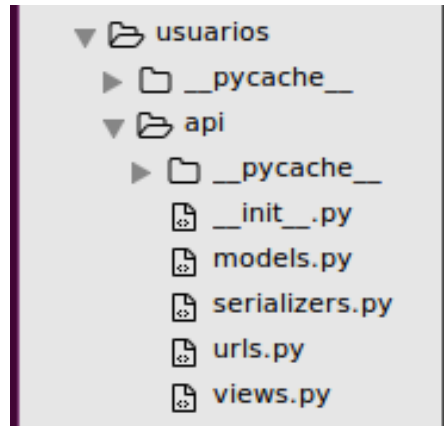 usuarios
__pycache__
api
__pycache__
__init__.py
models.py
serializers.py
urls.py
views.py